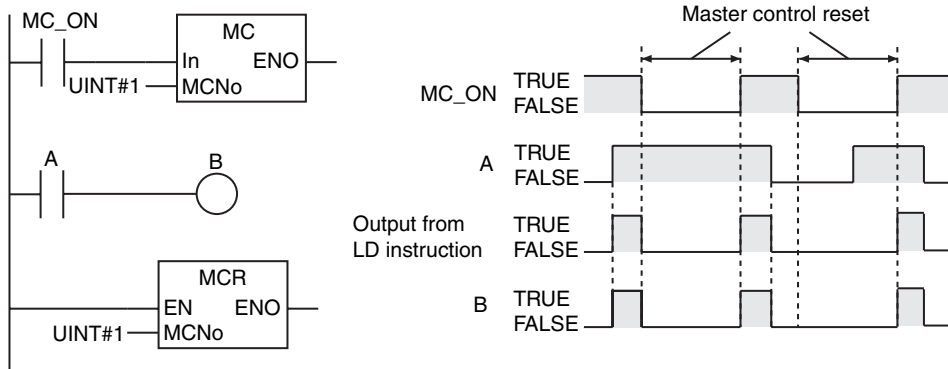 MC_ON
MC
In ENO
UINT#1 MCNo
A B
MCR
EN ENO
UINT#1 MCNo
Master control reset
MC_ON TRUE
FALSE
A TRUE
FALSE
Output from
LD instruction
TRUE
FALSE
B TRUE
FALSE